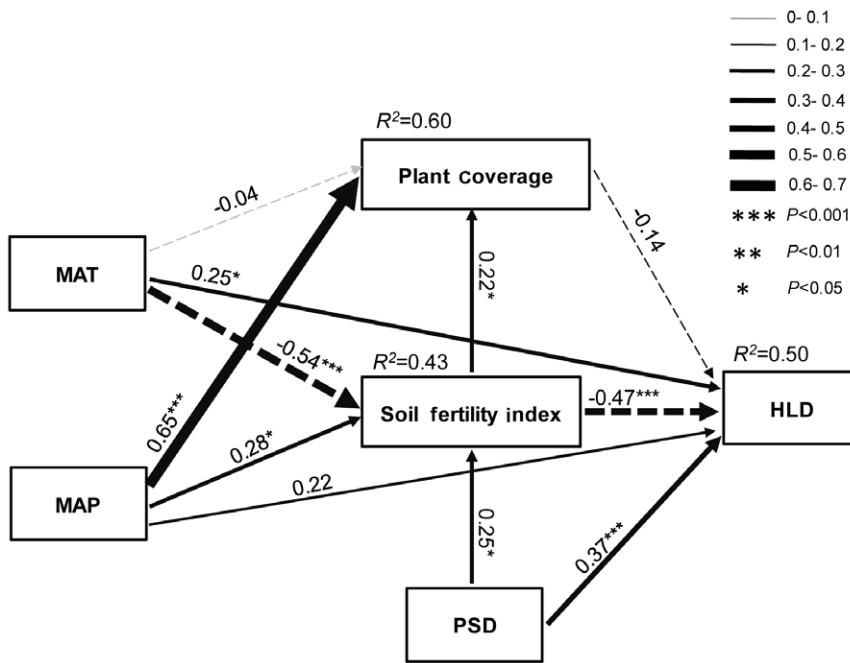 0- 0.1
0.1- 0.2
0.2- 0.3
0.3- 0.4
0.4- 0.5
0.5- 0.6
0.6- 0.7
*** P<0.001
** P<0.01
* P<0.05
R²=0.60
Plant coverage
-0.04
-0.14
MAT
0.25*
0.22*
-0.54***
R²=0.43
R²=0.50
Soil fertility index
-0.47***
HLD
0.65***
0.28*
0.22
MAP
0.25*
0.37***
PSD